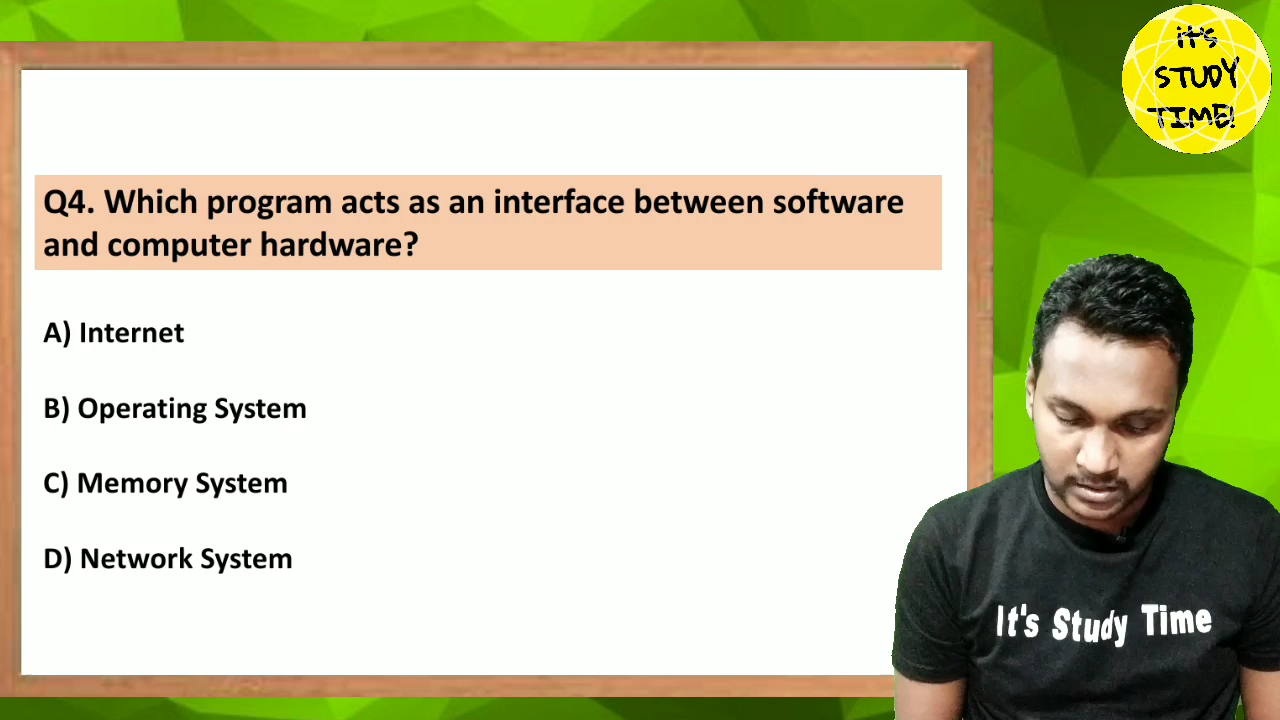 it's
STUDY
TIME!
Q4. Which program acts as an interface between software
and computer hardware?
A) Internet
B) Operating System
C) Memory System
D) Network System
It's Study Time